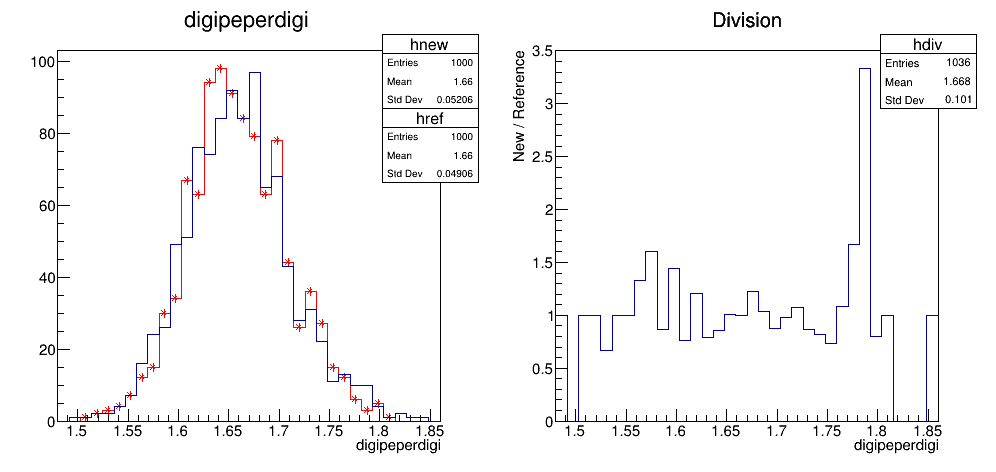 digipeperdigi
hnew
Entries 1000
Mean 1.66
Std Dev 0.05206
href
Entries 1000
Mean 1.66
Std Dev 0.04906
100
80
60
40
20
0
1.5 1.55 1.6 1.65 1.7 1.75 1.8 1.85
digipeperdigi
Division
hdiv
Entries 1036
Mean 1.668
Std Dev 0.101
New / Reference
3.5
3
2.5
2
1.5
1
0.5
0
1.5 1.55 1.6 1.65 1.7 1.75 1.8 1.85
digipeperdigi